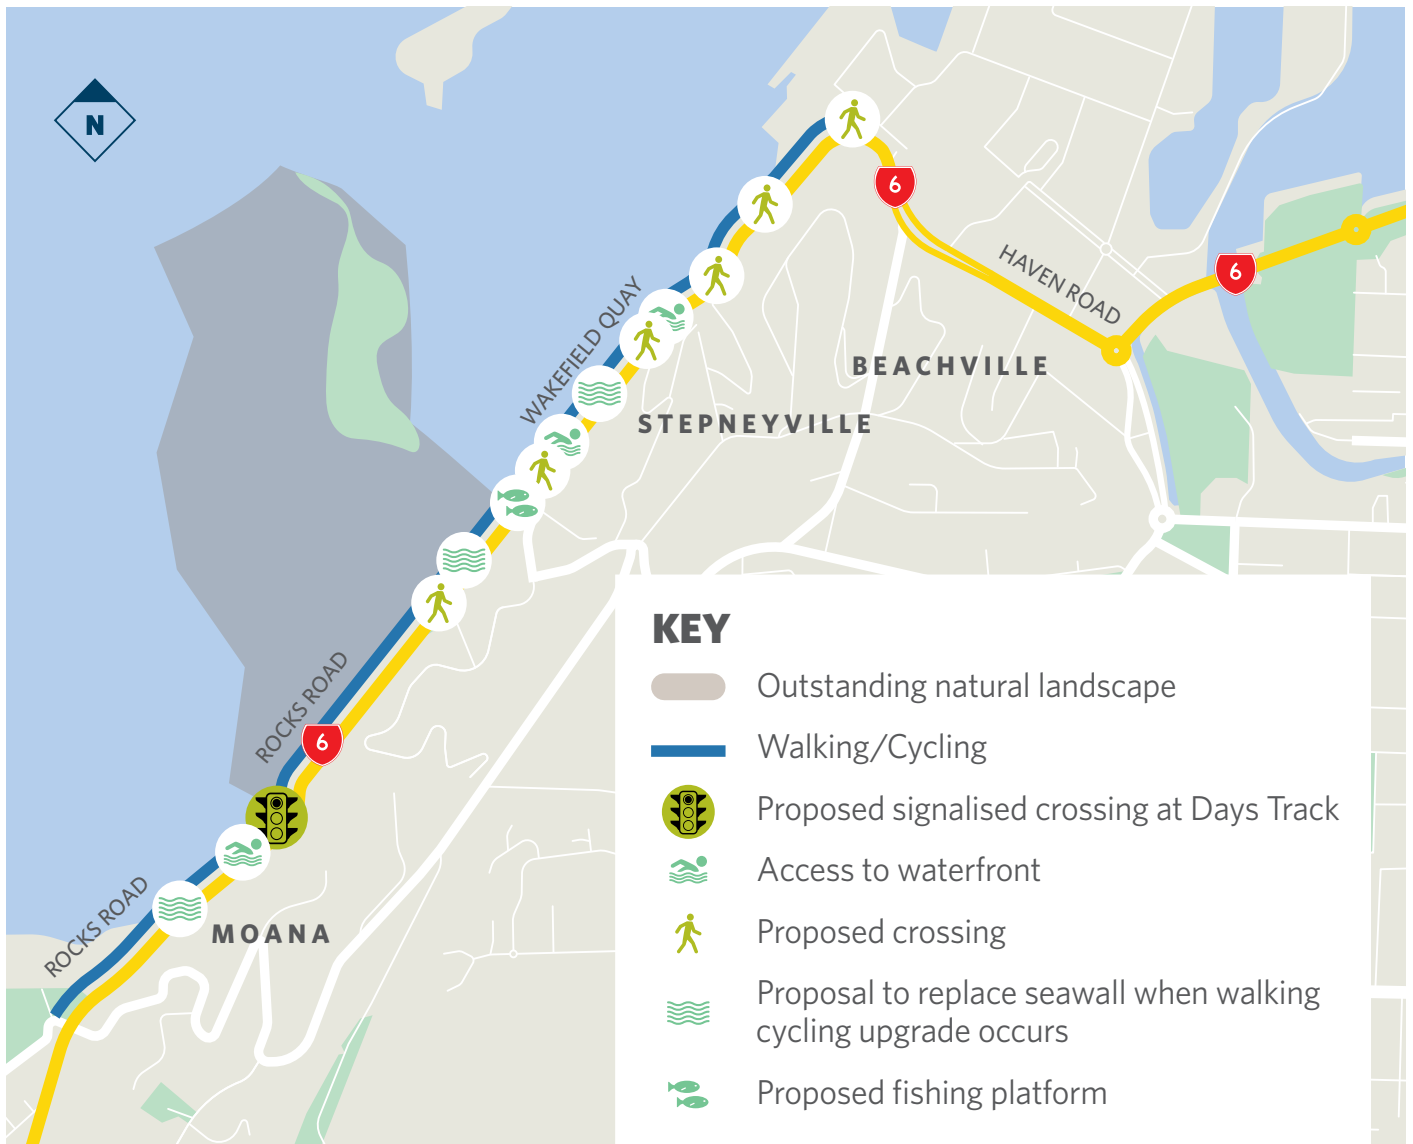 N
6
6
HAVEN ROAD
WAKEFIELD QUAY
BEACHVILLE
STEPNEYVILLE
ROCKS ROAD
6
ROCKS ROAD
MOANA
KEY
Outstanding natural landscape
Walking/Cycling
Proposed signalised crossing at Days Track
Access to waterfront
Proposed crossing
Proposal to replace seawall when walking
cycling upgrade occurs
Proposed fishing platform